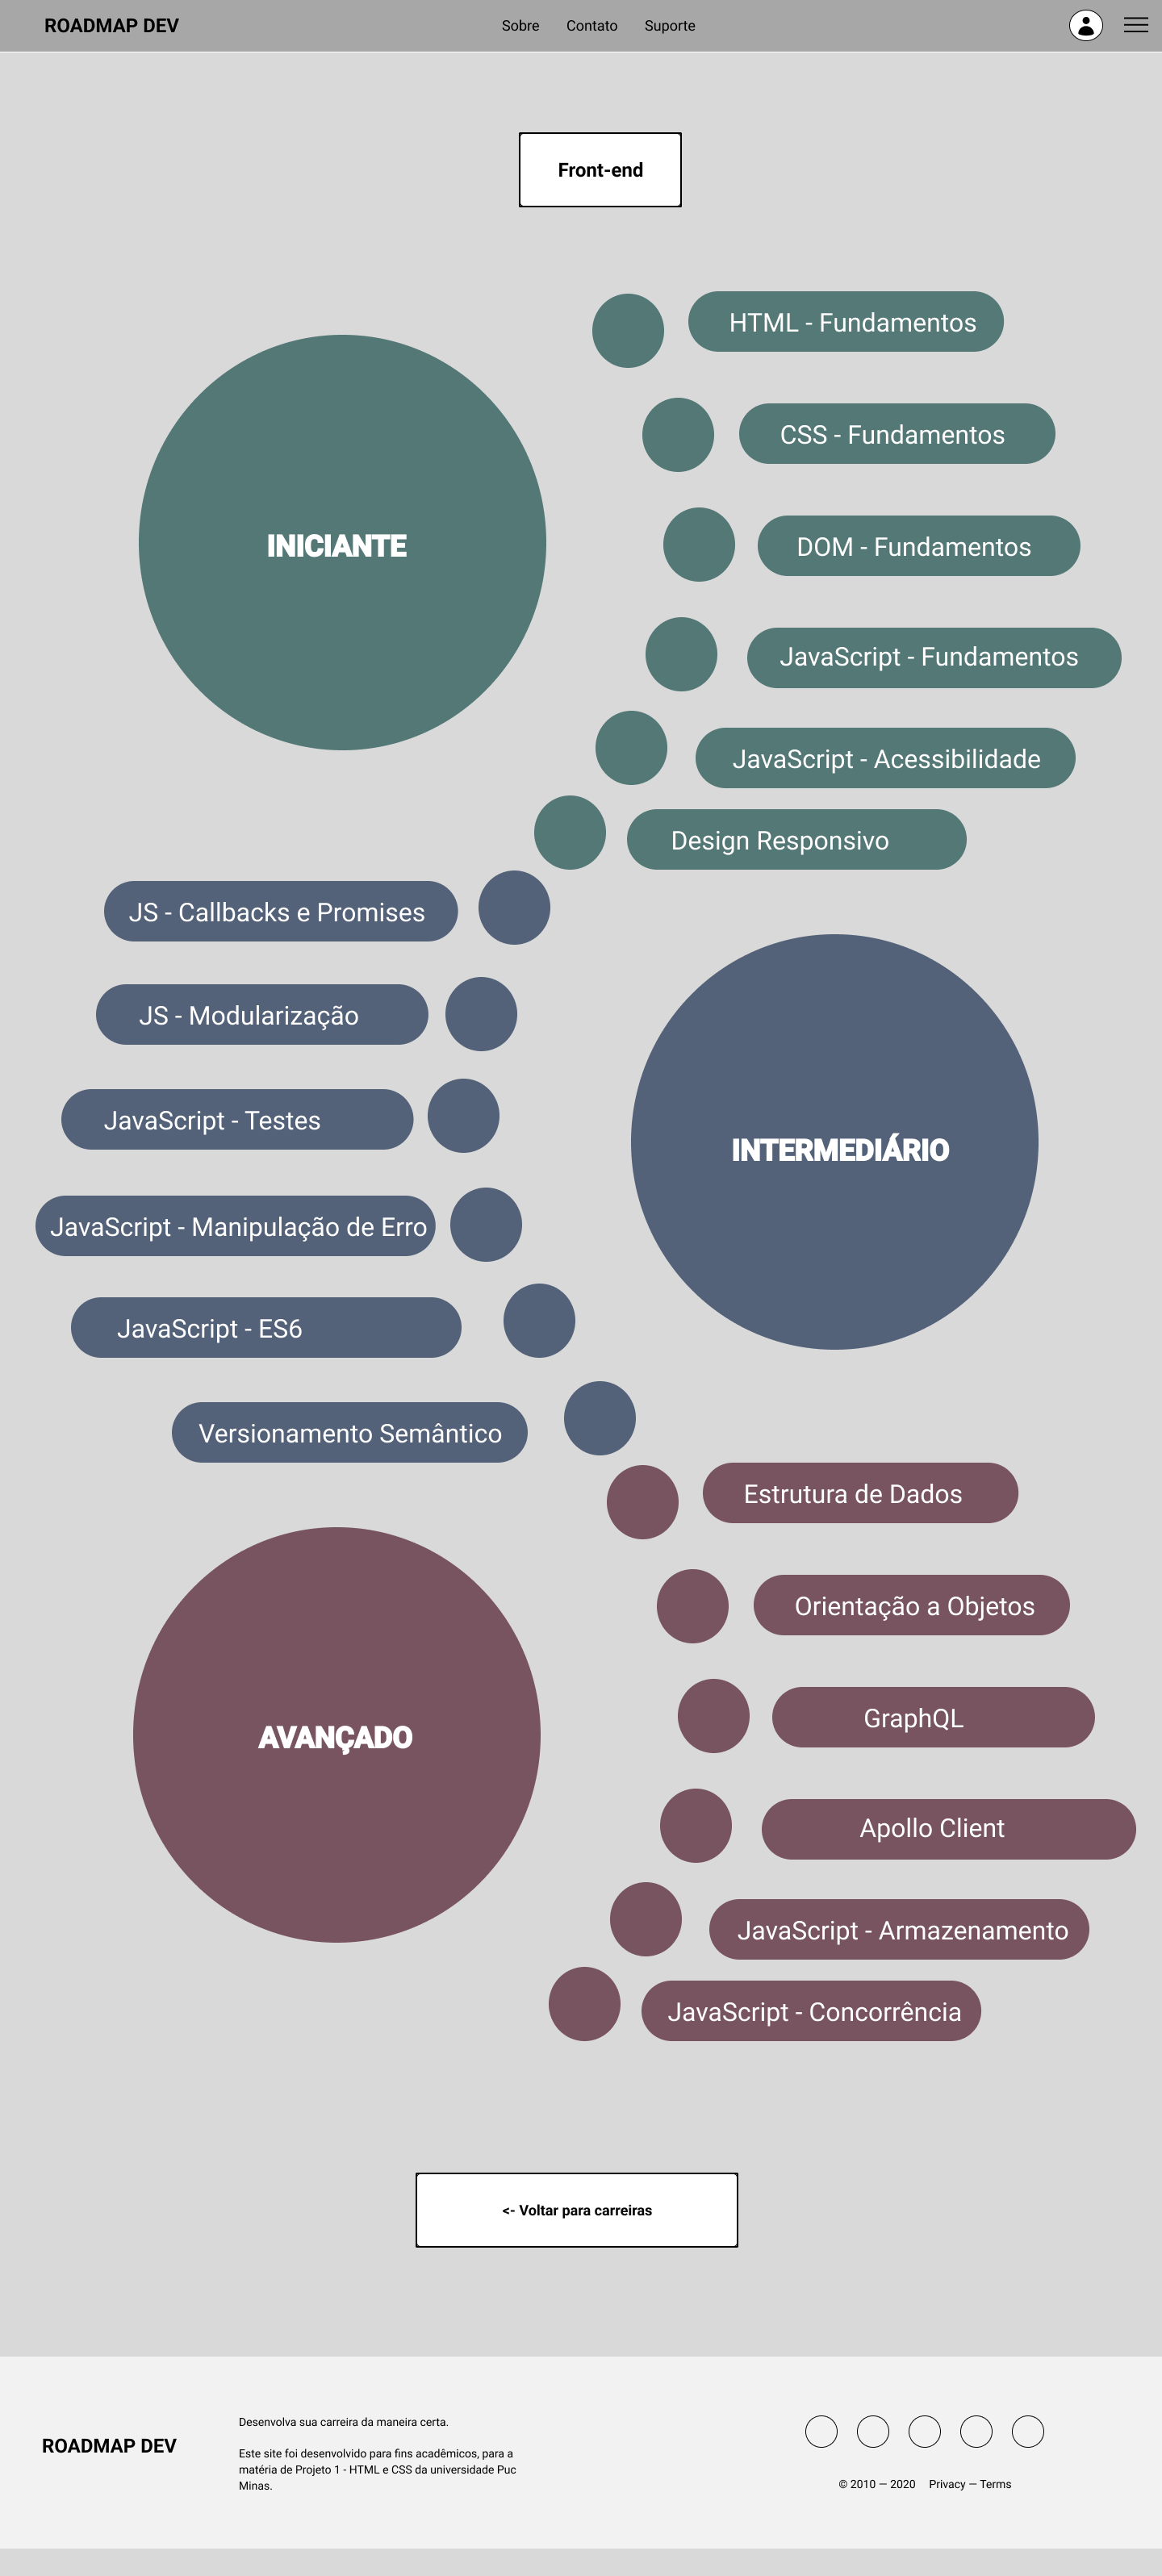 ROADMAP DEV
Sobre Contato Suporte
Front-end
HTML - Fundamentos
CSS - Fundamentos
INICIANTE
DOM - Fundamentos
JavaScript - Fundamentos
JavaScript - Acessibilidade
Design Responsivo
JS - Callbacks e Promises
JS - Modularização
JavaScript - Testes
INTERMEDIÁRIO
JavaScript - Manipulação de Erro
JavaScript - ES6
Versionamento Semântico
Estrutura de Dados
Orientação a Objetos
GraphQL
AVANÇADO
Apollo Client
JavaScript - Armazenamento
JavaScript - Concorrência
<- Voltar para carreiras
ROADMAP DEV
Desenvolva sua carreira da maneira certa.
Este site foi desenvolvido para fins acadêmicos, para a
matéria de Projeto 1 - HTML e CSS da universidade Puc
Minas.
© 2010 — 2020 Privacy — Terms